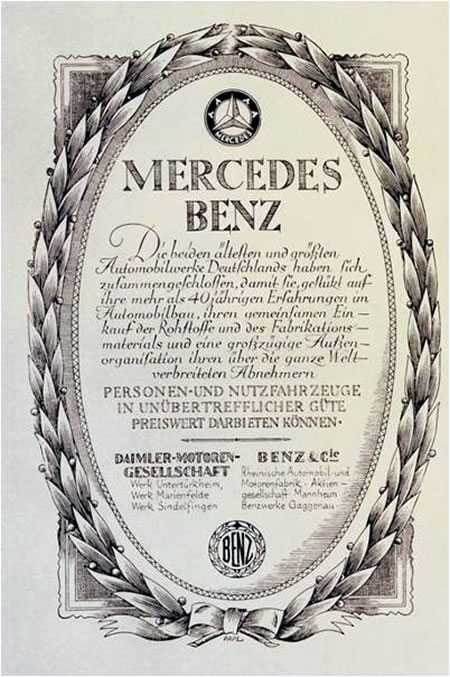 MERCEDES
MERCEDES
BENZ
Die beiden älteſten und größten
Automobilwerke Deutſchlands haben ſich
zuſammengeſchloſſen, damit ſie, geſtützt auf
ihre mehr als 40 jährigen Erfahrungen im
Automobilbau, ihren gemeinſamen Ein-
kauf der Rohſtoffe und des Fabrikations-
materials und eine großzügige Außen-
organiſation ihren über die ganze Welt-
verbreiteten Abnehmern
PERSONEN-UND NUTZFAHRZEUGE
IN UNÜBERTREFFLICHER GÜTE
PREISWERT DARBIETEN KÖNNEN.
DAIMLER-MOTOREN-
GESELLSCHAFT
Werk Untertürkheim,
Werk Marienfelde
Werk Sindelfingen
BENZ & Cie
Rheinische Automobil-und
Motorenfabrik. Aktien-
gesellschaft Mannheim
Benzwerke Gaggenau.
BENZ